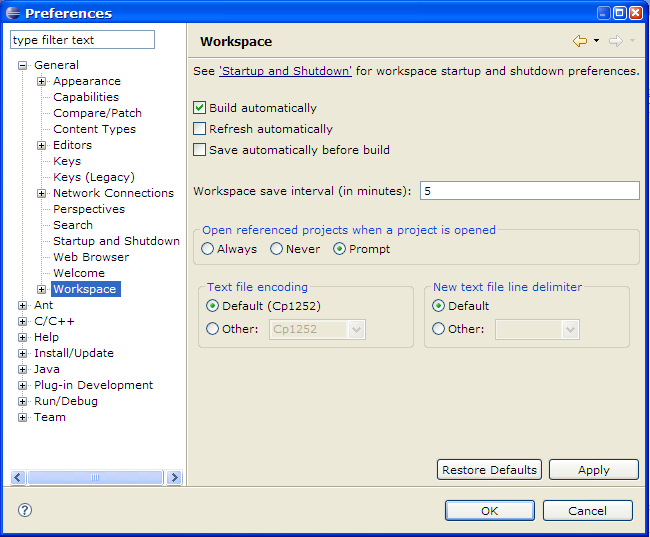 Preferences
type filter text
General
Appearance
Capabilities
Compare/Patch
Content Types
Editors
Keys
Keys (Legacy)
Network Connections
Perspectives
Search
Startup and Shutdown
Web Browser
Welcome
Workspace
Ant
C/C++
Help
Install/Update
Java
Plug-in Development
Run/Debug
Team
Workspace
See 'Startup and Shutdown' for workspace startup and shutdown preferences.
Build automatically
Refresh automatically
Save automatically before build
Workspace save interval (in minutes): 5
Open referenced projects when a project is opened
Always Never Prompt
Text file encoding
Default (Cp1252)
Other: Cp1252
New text file line delimiter
Default
Other:
Restore Defaults Apply
? OK Cancel